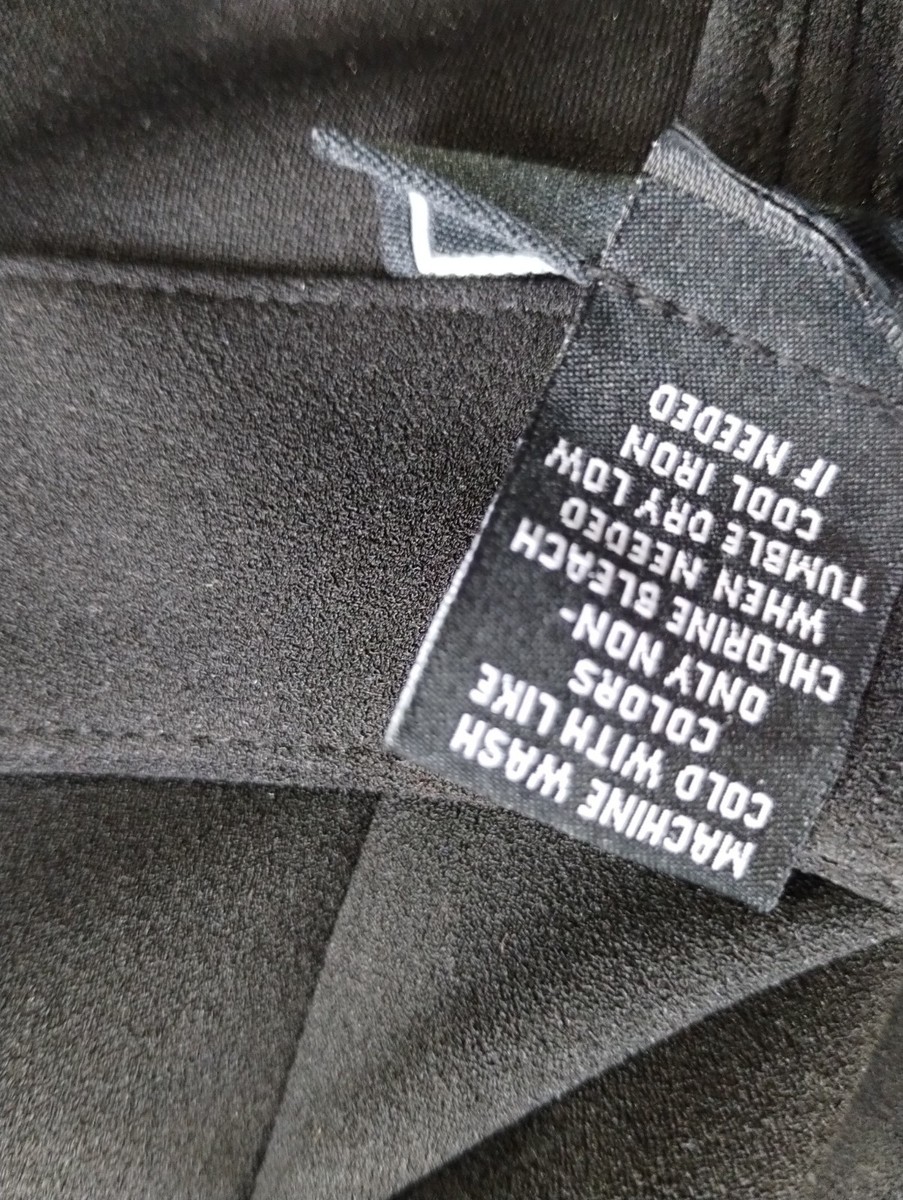 MACHINE WASH
COLD WITH LIKE
COLORS
ONLY NON-
CHLORINE BLEACH
WHEN NEEDED
TUMBLE DRY LOW
COOL IRON
IF NEEDED